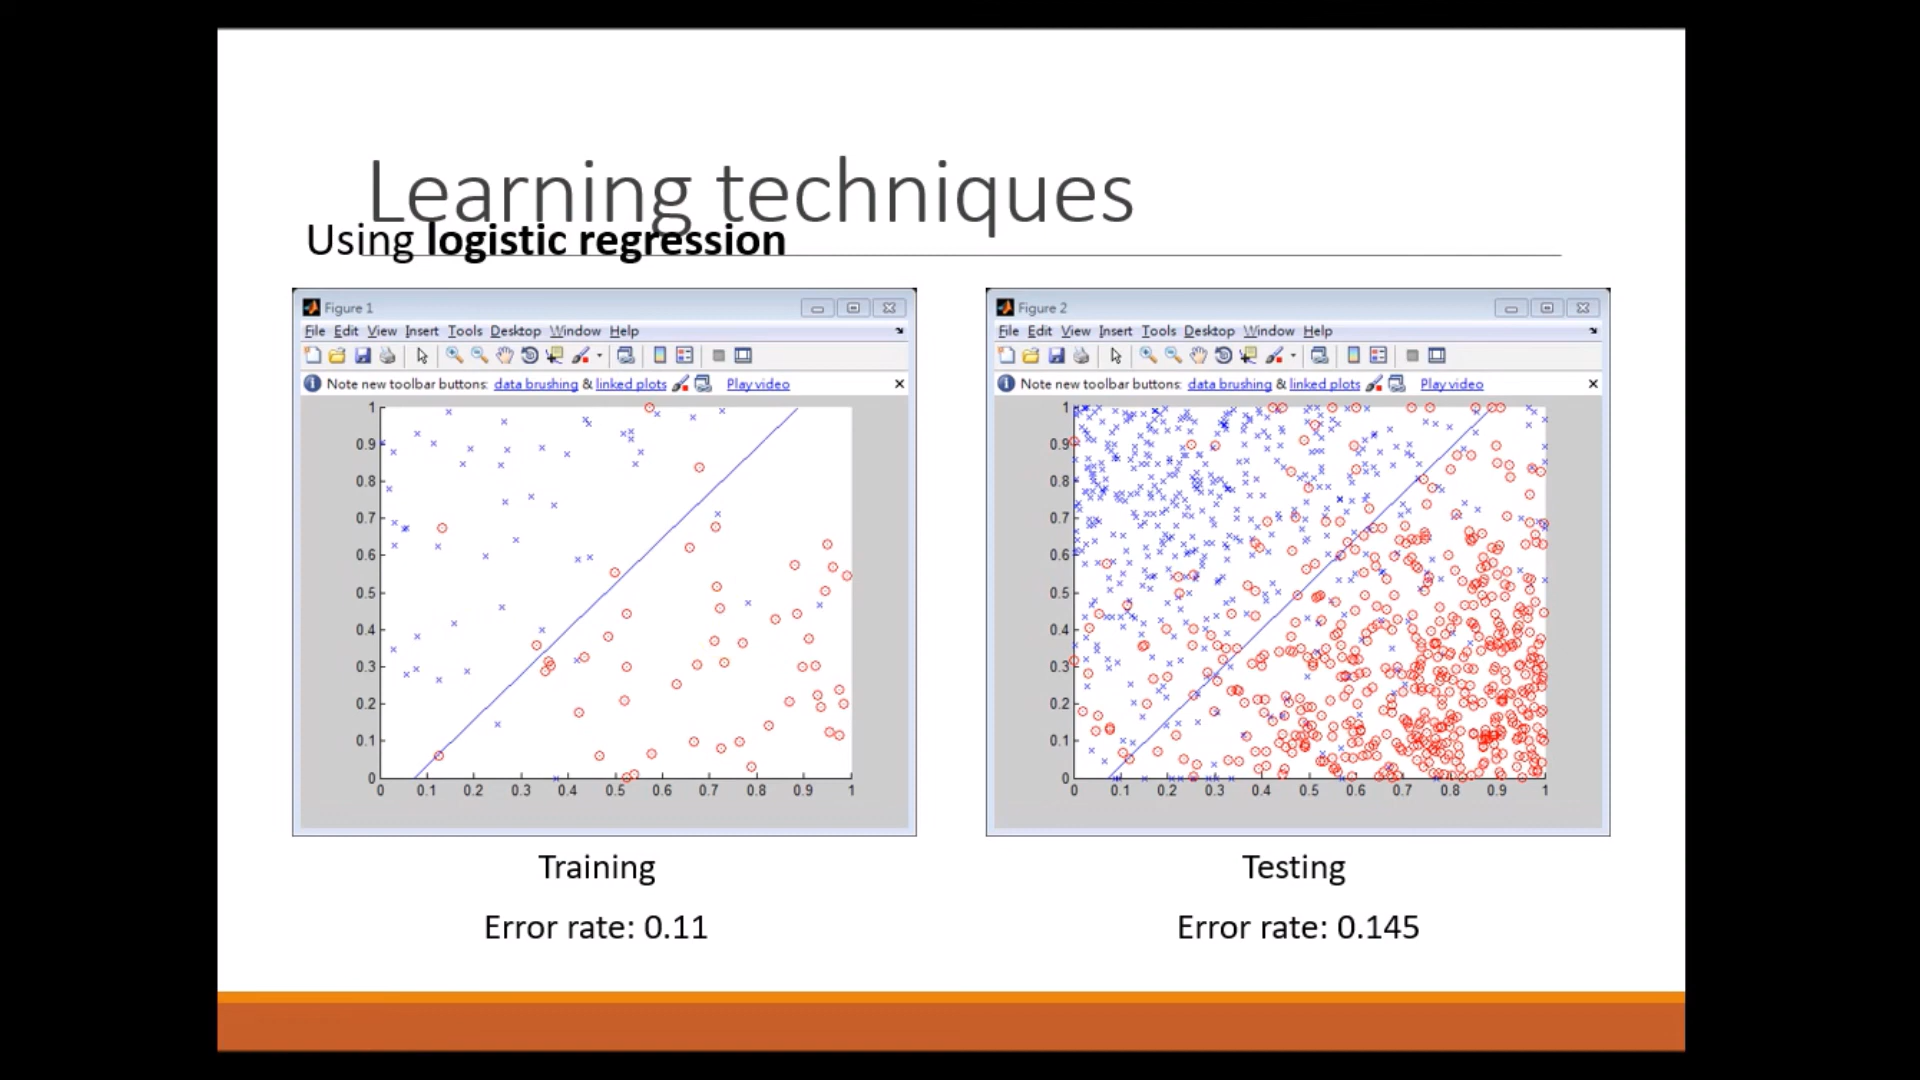 Learning techniques
Using logistic regression
Figure 1
File Edit View Insert Tools Desktop Window Help
Note new toolbar buttons: data brushing & linked plots Play video
1
0.9
0.8
0.7
0.6
0.5
0.4
0.3
0.2
0.1
0
0 0.1 0.2 0.3 0.4 0.5 0.6 0.7 0.8 0.9 1
Training
Error rate: 0.11
Figure 2
File Edit View Insert Tools Desktop Window Help
Note new toolbar buttons: data brushing & linked plots Play video
1
0.9
0.8
0.7
0.6
0.5
0.4
0.3
0.2
0.1
0
0 0.1 0.2 0.3 0.4 0.5 0.6 0.7 0.8 0.9 1
Testing
Error rate: 0.145